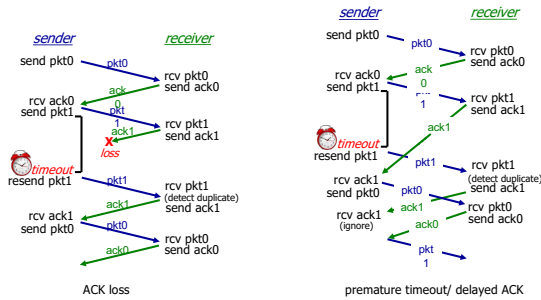 sender
receiver
send pkt0
pkt0
rcv pkt0
send ack0
ack
0
rcv ack0
send pkt1
pkt
1
rcv pkt1
send ack1
ack1
X
loss
timeout
resend pkt1
pkt1
rcv pkt1
(detect duplicate)
send ack1
ack1
rcv ack1
send pkt0
pkt0
rcv pkt0
send ack0
ack0
ACK loss
sender
receiver
send pkt0
pkt0
rcv pkt0
send ack0
ack
0
rcv ack0
send pkt1
1
rcv pkt1
send ack1
ack1
timeout
resend pkt1
pkt1
rcv pkt1
(detect duplicate)
send ack1
rcv ack1
send pkt0
pkt0
ack1
rcv pkt0
send ack0
rcv ack1
(ignore)
ack0
pkt
1
premature timeout/ delayed ACK